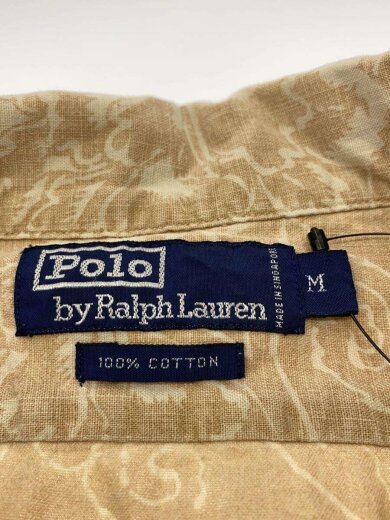 Polo
by Ralph Lauren
MADE IN SINGAPORE
M
100% COTTON